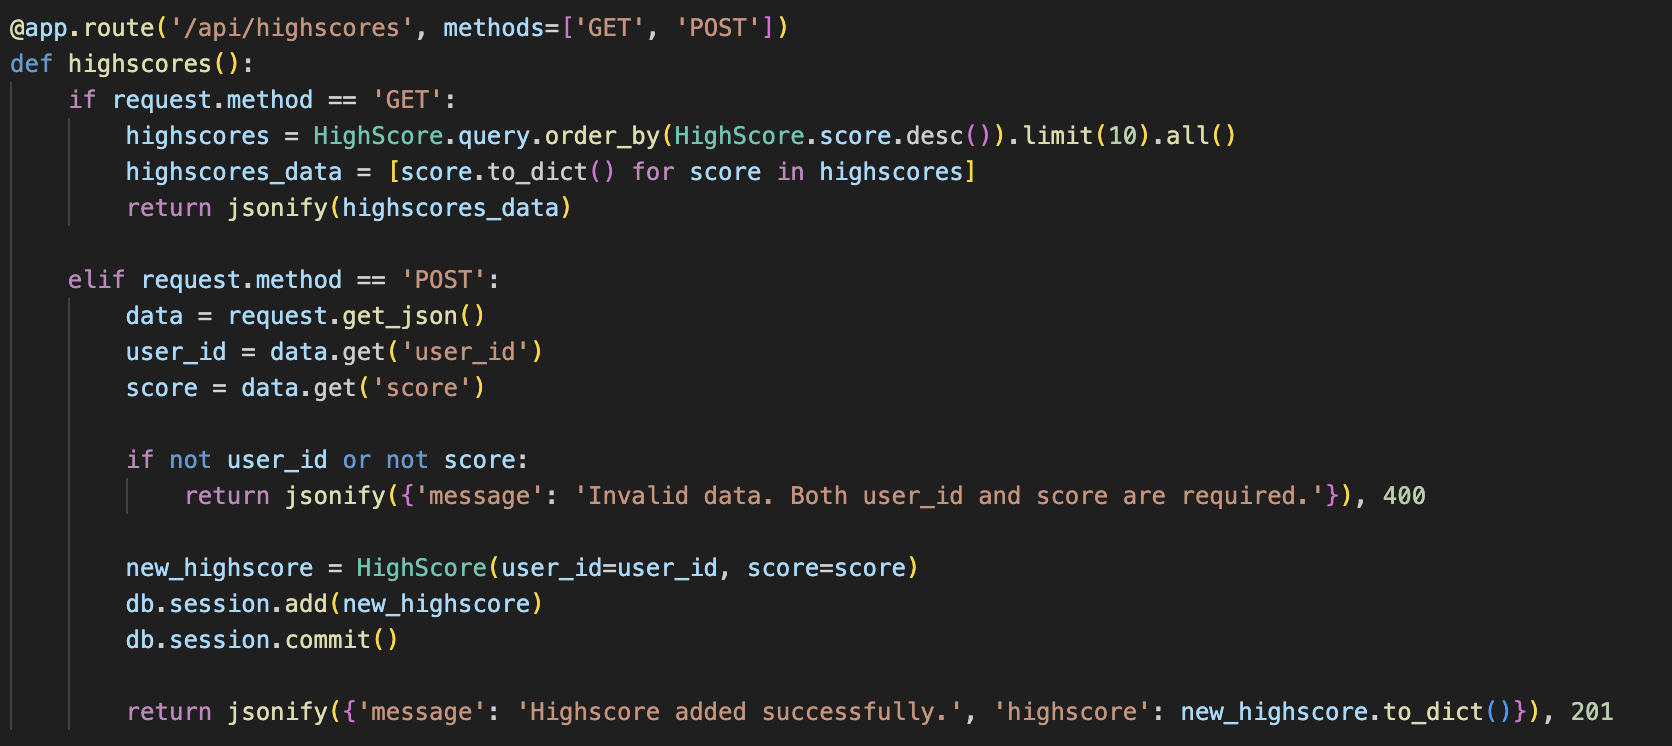 @app.route('/api/highscores', methods=['GET', 'POST'])
def highscores():
    if request.method == 'GET':
        highscores = HighScore.query.order_by(HighScore.score.desc()).limit(10).all()
        highscores_data = [score.to_dict() for score in highscores]
        return jsonify(highscores_data)
    elif request.method == 'POST':
        data = request.get_json()
        user_id = data.get('user_id')
        score = data.get('score')
        if not user_id or not score:
            return jsonify({'message': 'Invalid data. Both user_id and score are required.'}), 400
        new_highscore = HighScore(user_id=user_id, score=score)
        db.session.add(new_highscore)
        db.session.commit()
        return jsonify({'message': 'Highscore added successfully.', 'highscore': new_highscore.to_dict()}), 201